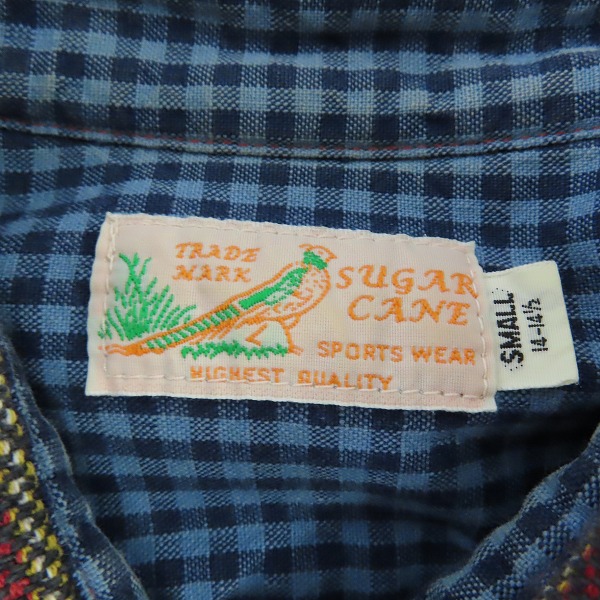 TRADE
MARK
SUGAR
CANE
SPORTS WEAR
HIGHEST QUALITY
SMALL
14-14½